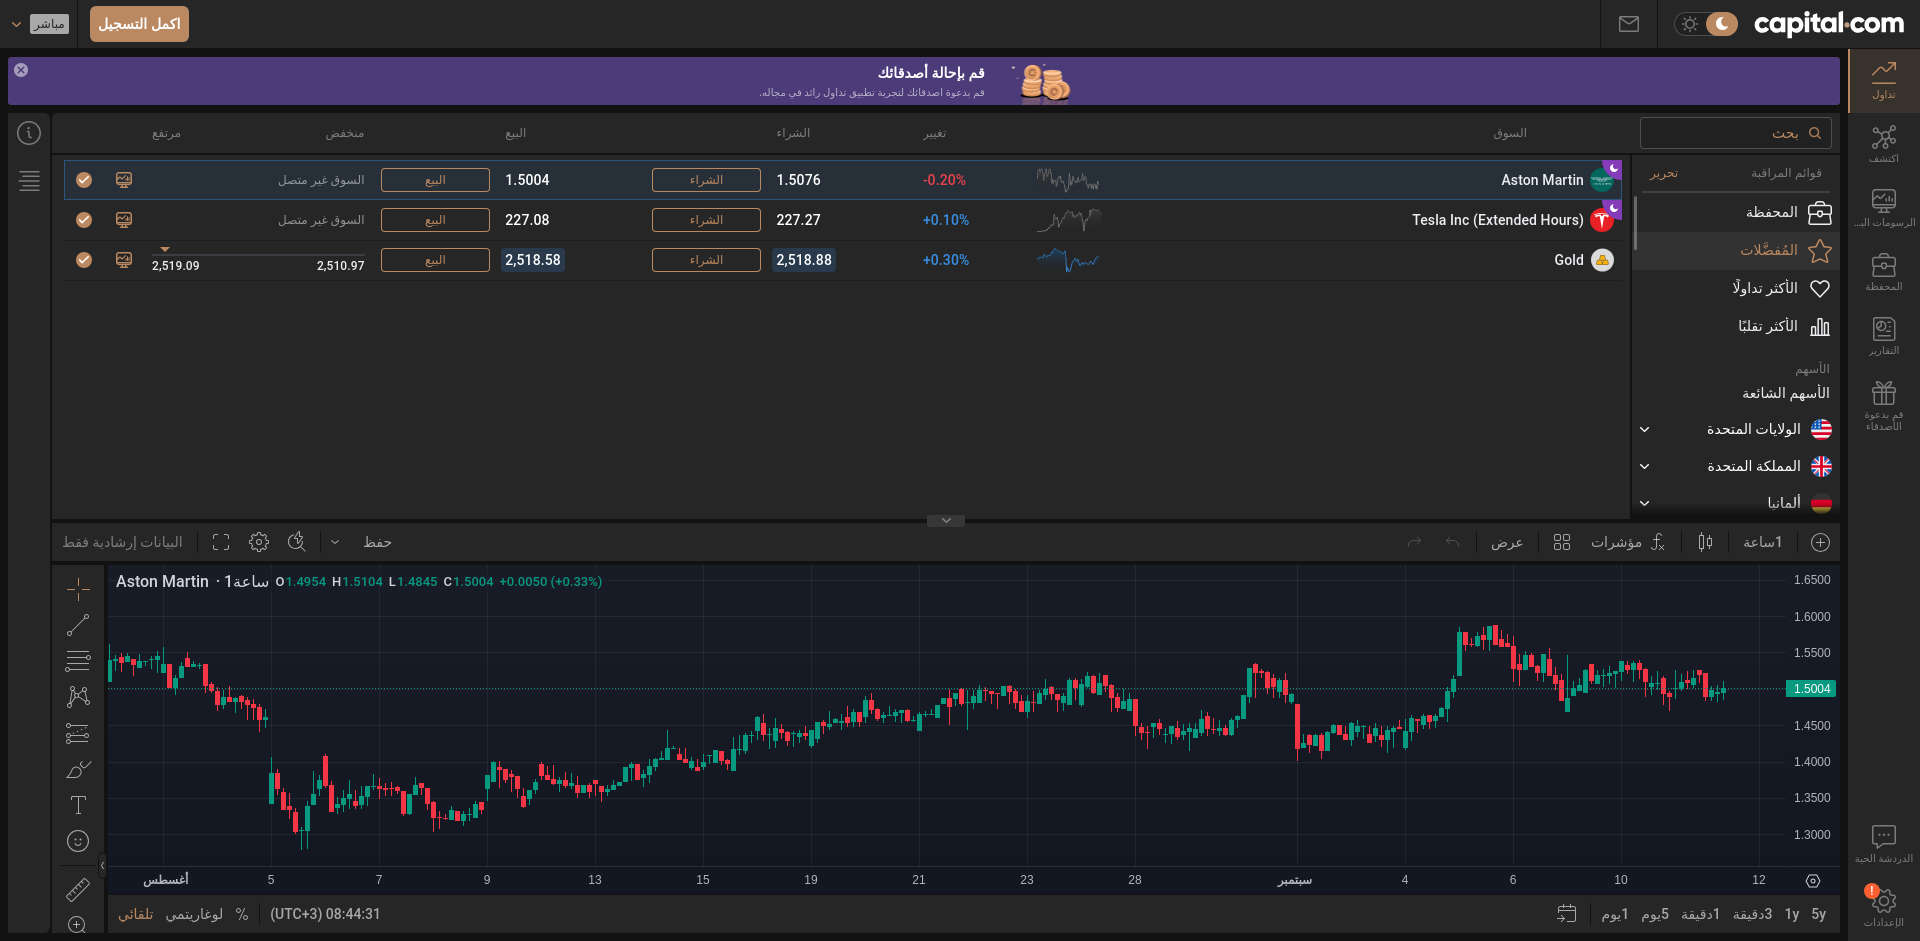 capital.com
اكمل التسجيل
مباشر
قم بإحالة أصدقائك
قم بدعوة اصدقائك لتجربة تطبيق تداول رائد في مجاله.
تداول
اكتشف
المحفظة
التقارير
قم بدعوة
الأصدقاء
الدردشة الحية
الإعدادات
بحث
قوائم المراقبة تحرير
المحفظة
المُفضَّلات
الأكثر تداولًا
الأكثر تقلبًا
الأسهم
الأسهم الشائعة
الولايات المتحدة
المملكة المتحدة
ألمانيا
السوق تغيير الشراء البيع منخفض مرتفع
Aston Martin -0.20% 1.5076 الشراء 1.5004 البيع السوق غير متصل
Tesla Inc (Extended Hours) +0.10% 227.27 الشراء 227.08 البيع السوق غير متصل
Gold +0.30% 2,518.88 الشراء 2,518.58 البيع 2,510.97 2,519.09
1ساعة مؤشرات عرض حفظ البيانات إرشادية فقط
Aston Martin · 1ساعة O1.4954 H1.5104 L1.4845 C1.5004 +0.0050 (+0.33%)
1.6500
1.6000
1.5500
1.5004
1.4500
1.4000
1.3500
1.3000
أغسطس 5 7 9 13 15 19 21 23 28 سبتمبر 4 6 10 12
5y 1y 3دقيقة 1دقيقة 5يوم 1يوم
08:44:31 (UTC+3) % لوغاريتمي تلقائي